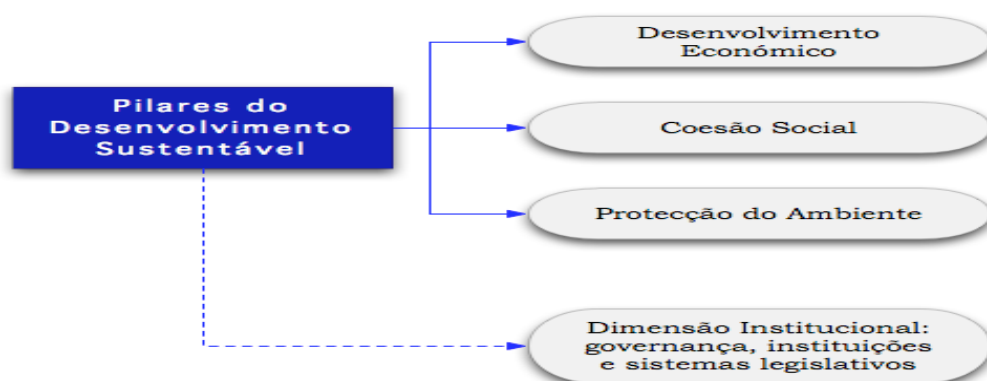 Pilares do
Desenvolvimento
Sustentável
Desenvolvimento
Económico
Coesão Social
Protecção do Ambiente
Dimensão Institucional:
governança, instituições
e sistemas legislativos